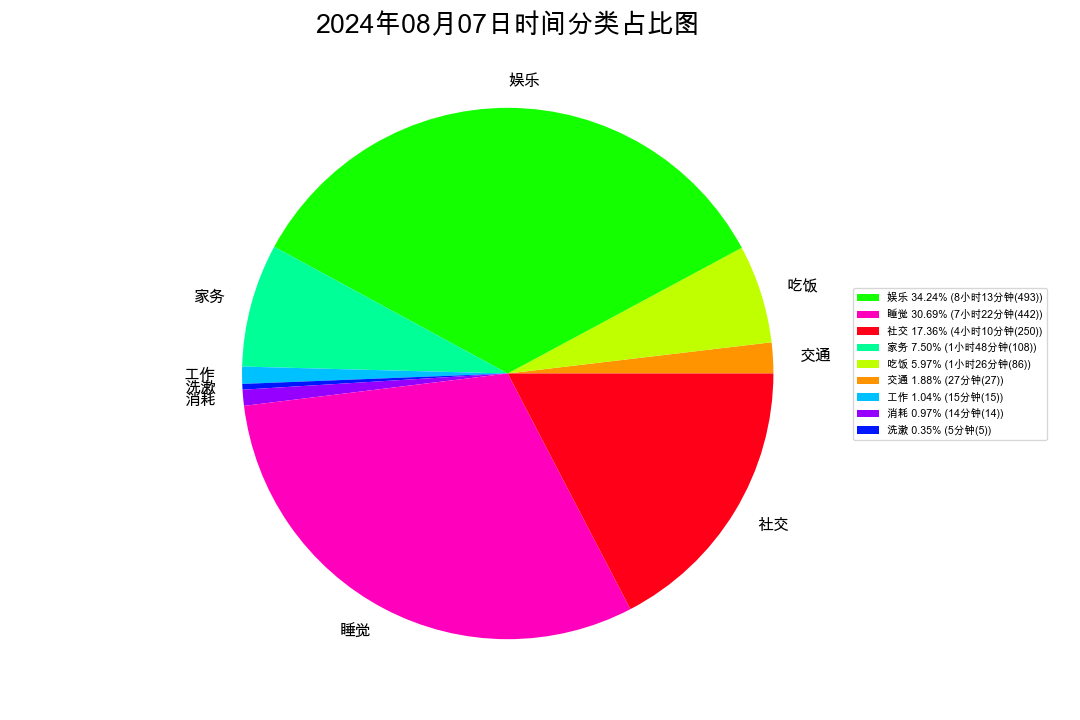 2024年08月07日时间分类占比图
娱乐
家务
吃饭
交通
工作
洗漱
消耗
社交
睡觉
娱乐 34.24% (8小时13分钟(493))
睡觉 30.69% (7小时22分钟(442))
社交 17.36% (4小时10分钟(250))
家务 7.50% (1小时48分钟(108))
吃饭 5.97% (1小时26分钟(86))
交通 1.88% (27分钟(27))
工作 1.04% (15分钟(15))
消耗 0.97% (14分钟(14))
洗漱 0.35% (5分钟(5))